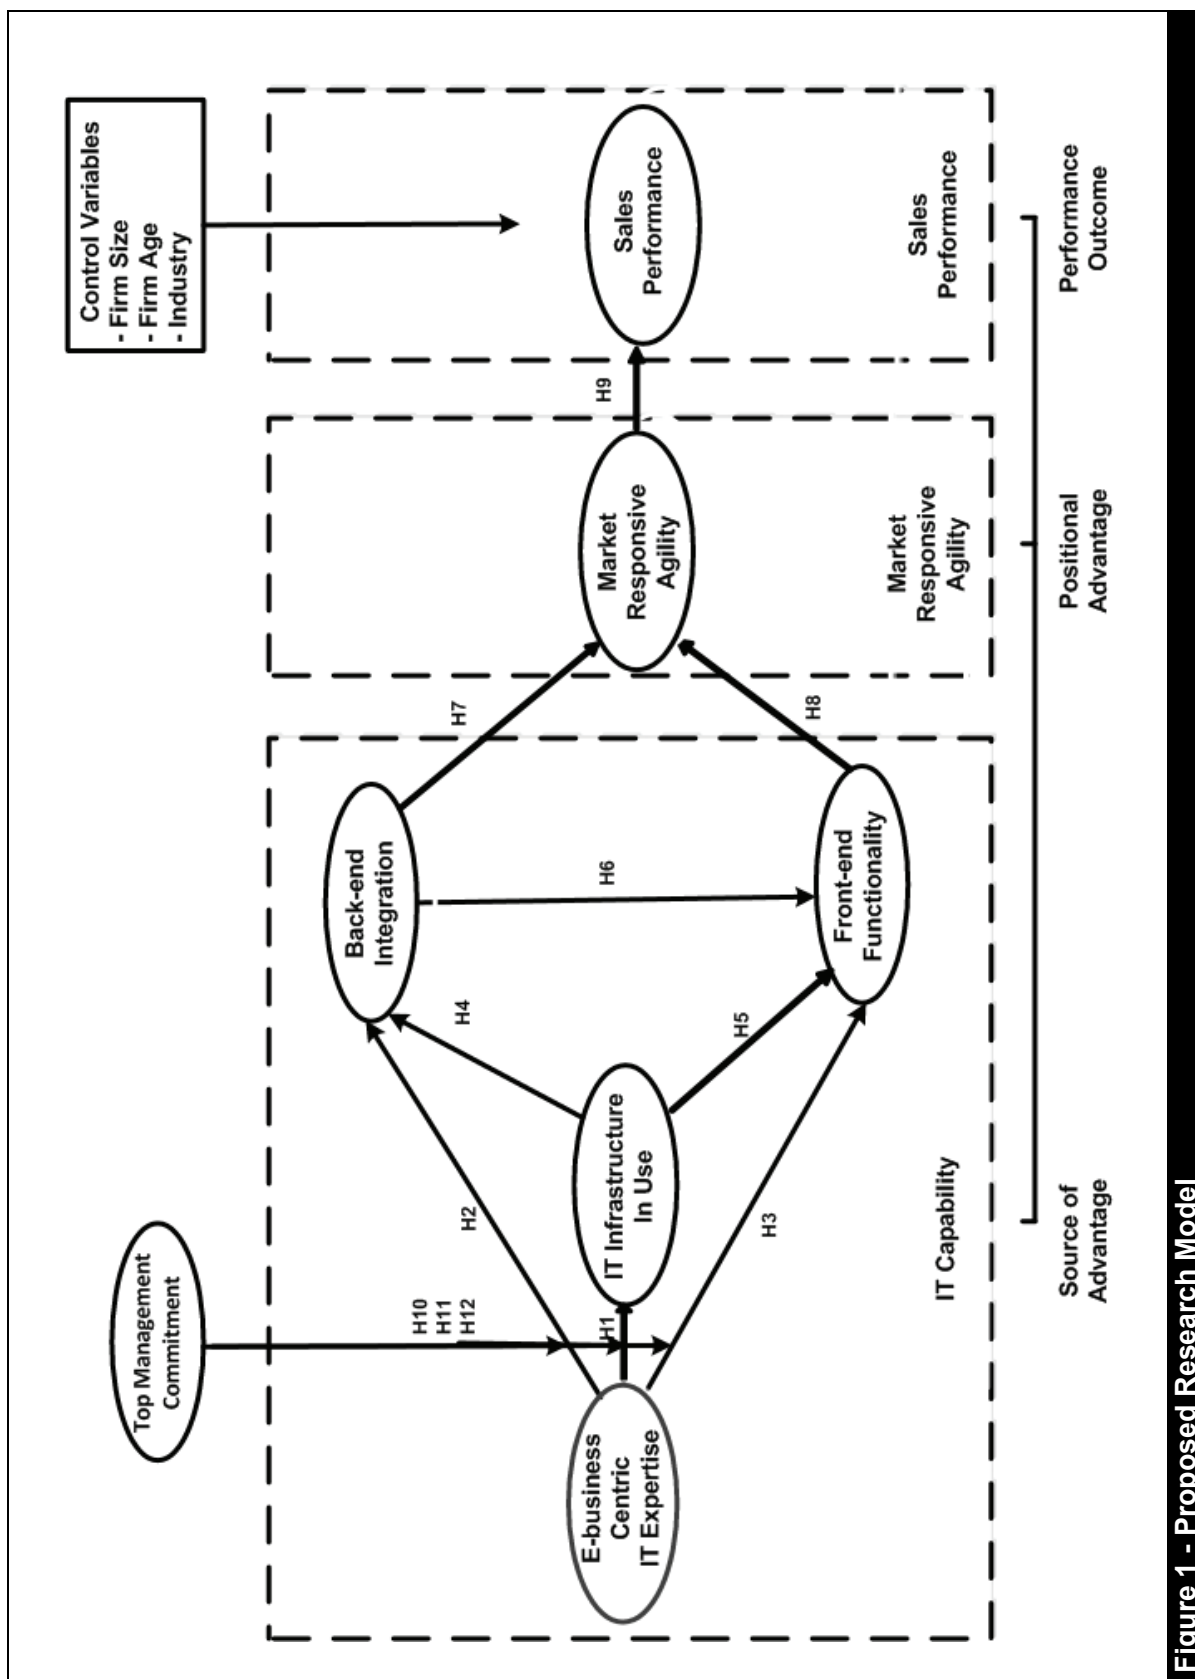 Top Management
Commitment
Control Variables
- Firm Size
- Firm Age
- Industry
H10
H11
H12
H2
H4
Back-end
Integration
H7
E-business
Centric
IT Expertise
H1
IT Infrastructure
In Use
H6
Market
Responsive
Agility
H9
Sales
Performance
H3
H5
Front-end
Functionality
H8
IT Capability
Market
Responsive
Agility
Sales
Performance
Source of
Advantage
Positional
Advantage
Performance
Outcome
Figure 1 - Proposed Research Model